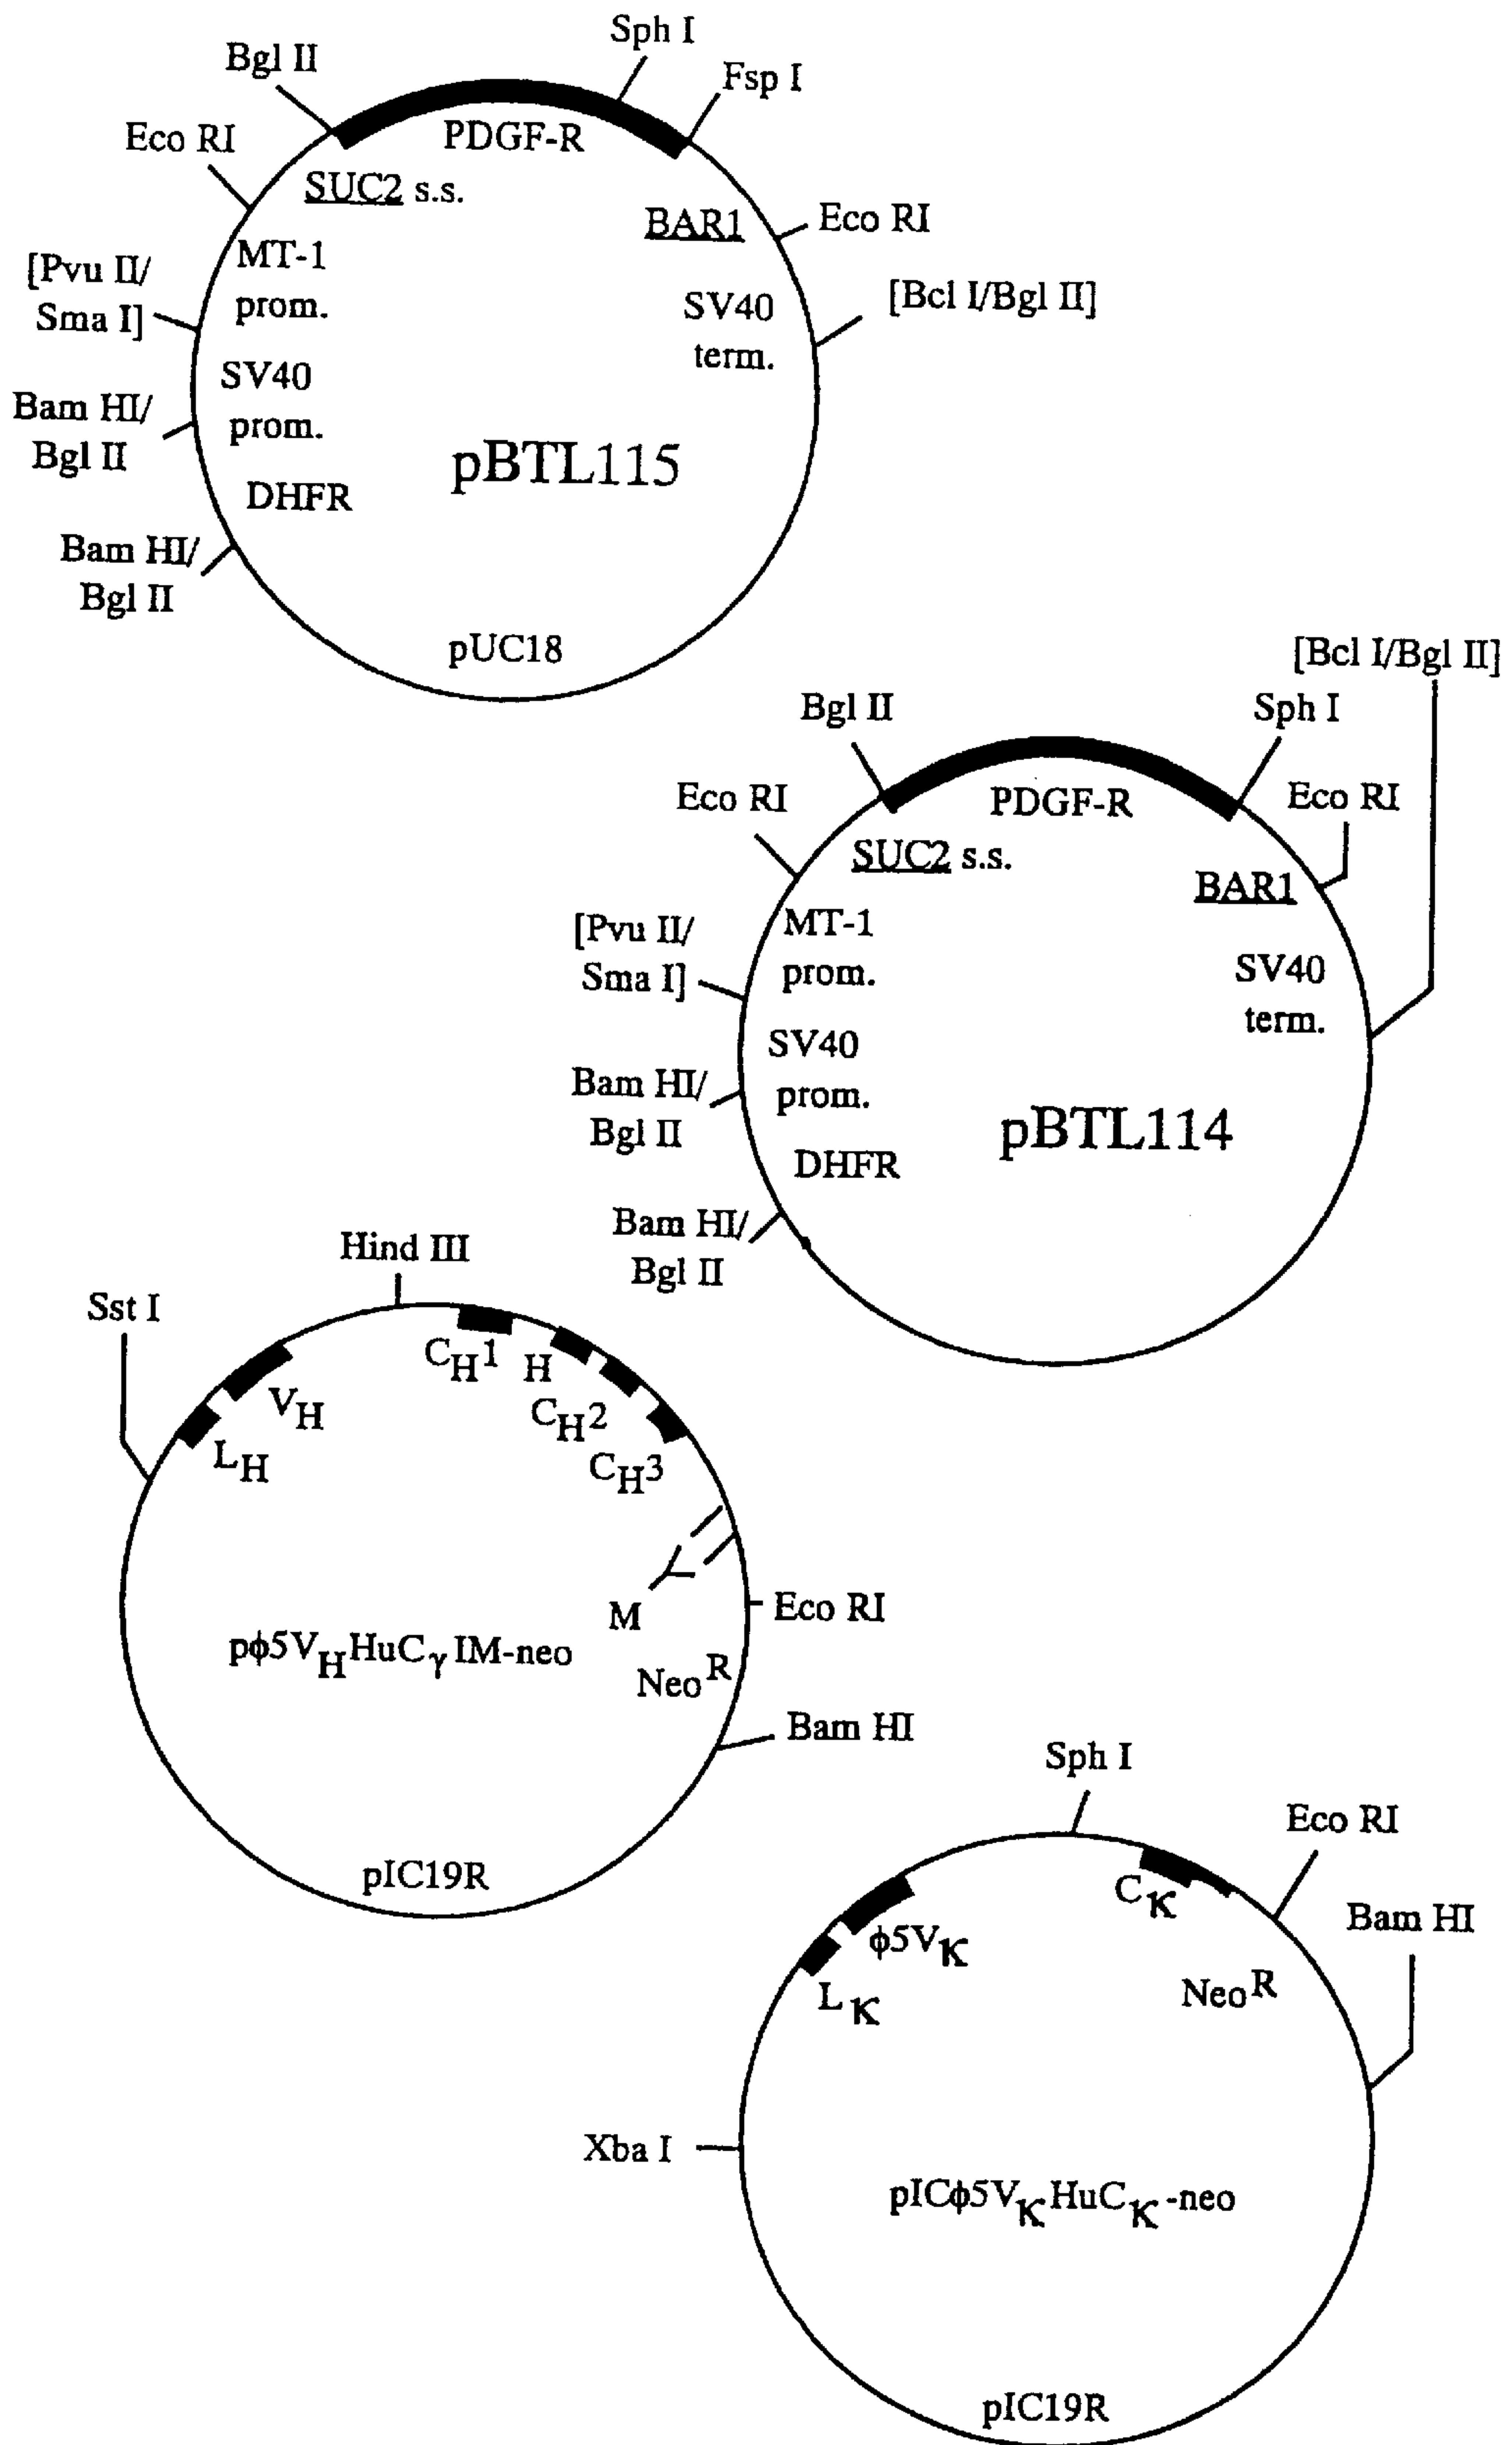 Sph I
Bgl II
Fsp I
Eco RI
PDGF-R
SUC2 s.s.
BAR1
Eco RI
[Pvu II/
Sma I]
MT-1
prom.
SV40
term.
[Bcl I/Bgl II]
SV40
prom.
Bam HI/
Bgl II
pBTL115
DHFR
Bam HI/
Bgl II
pUC18
[Bcl I/Bgl II]
Bgl II
Sph I
Eco RI
PDGF-R
Eco RI
SUC2 s.s.
BAR1
[Pvu II/
Sma I]
MT-1
prom.
SV40
term.
SV40
prom.
Bam HI/
Bgl II
pBTL114
DHFR
Bam HI/
Bgl II
Hind III
Sst I
CH1
H
VH
CH2
LH
CH3
M
Eco RI
pϕ5VHHuCγIM-neo
NeoR
Bam HI
pIC19R
Sph I
Eco RI
Cκ
Bam HI
ϕ5Vκ
Lκ
NeoR
Xba I
pICϕ5VκHuCκ-neo
pIC19R